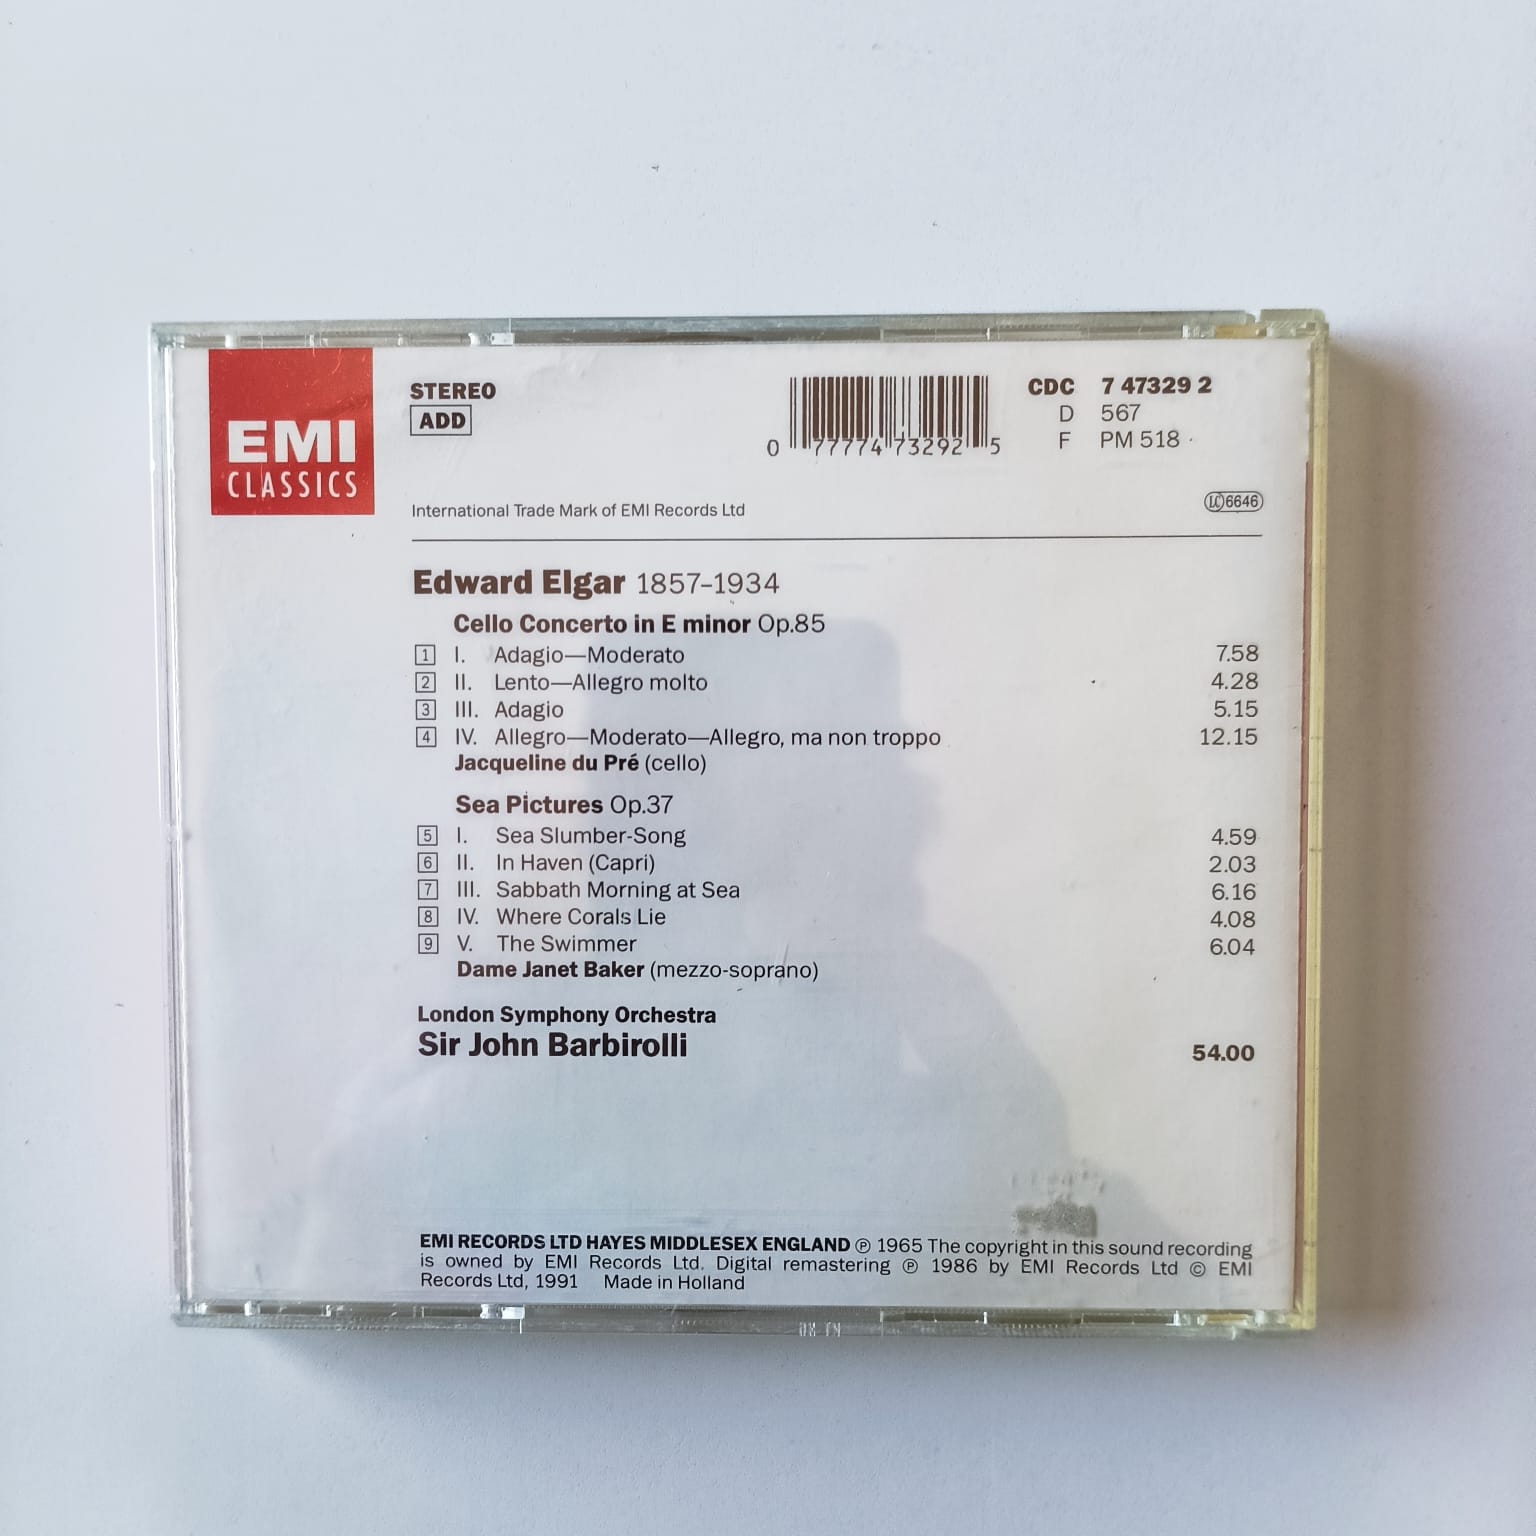 EMI
CLASSICS
STEREO
ADD
0 77774 73292 5
CDC 7 47329 2
D 567
F PM 518
International Trade Mark of EMI Records Ltd
LC 6646
Edward Elgar 1857–1934
Cello Concerto in E minor Op.85
1 I. Adagio—Moderato 7.58
2 II. Lento—Allegro molto 4.28
3 III. Adagio 5.15
4 IV. Allegro—Moderato—Allegro, ma non troppo 12.15
Jacqueline du Pré (cello)
Sea Pictures Op.37
5 I. Sea Slumber-Song 4.59
6 II. In Haven (Capri) 2.03
7 III. Sabbath Morning at Sea 6.16
8 IV. Where Corals Lie 4.08
9 V. The Swimmer 6.04
Dame Janet Baker (mezzo-soprano)
London Symphony Orchestra
Sir John Barbirolli 54.00
EMI RECORDS LTD HAYES MIDDLESEX ENGLAND ℗ 1965 The copyright in this sound recording
is owned by EMI Records Ltd. Digital remastering ℗ 1986 by EMI Records Ltd © EMI
Records Ltd, 1991 Made in Holland